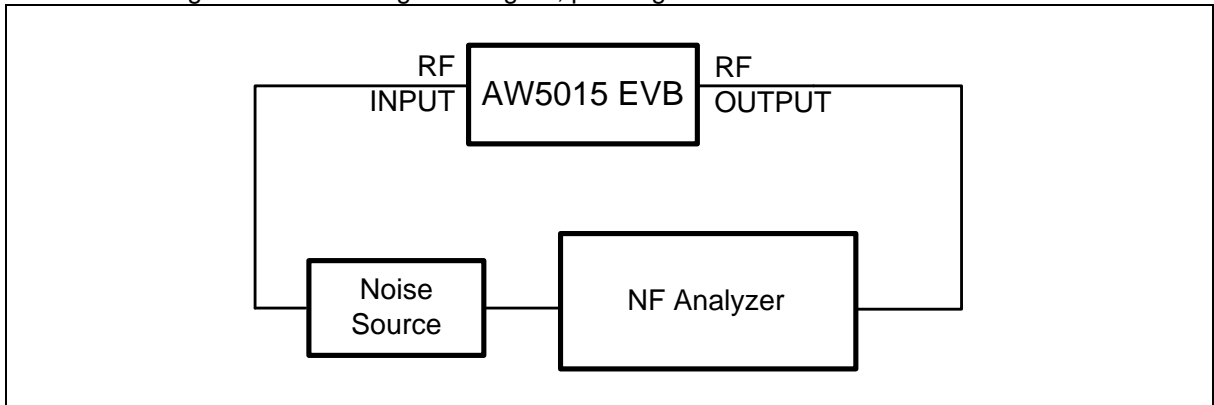 RF
INPUT
AW5015 EVB
RF
OUTPUT
Noise
Source
NF Analyzer